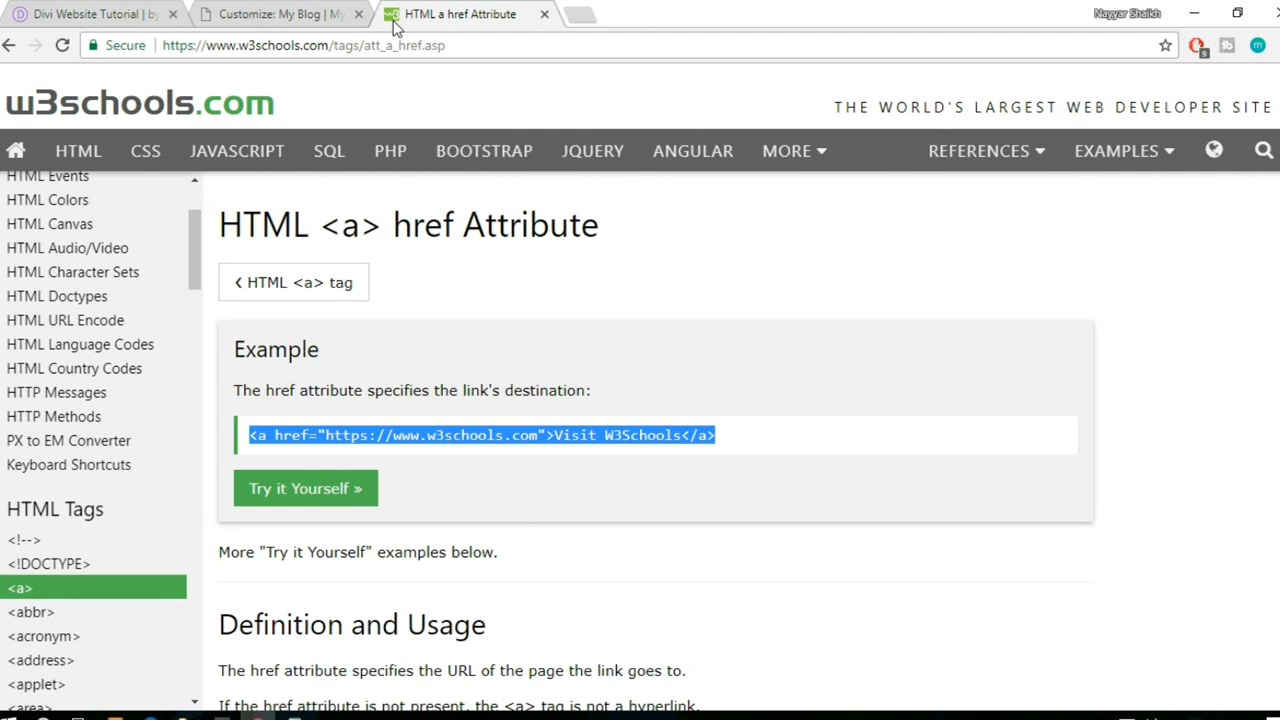 Divi Website Tutorial | by
Customize: My Blog | My
HTML a href Attribute
Nayyar Shaikh
Secure
https://www.w3schools.com/tags/att_a_href.asp
9
m
w3schools.com
THE WORLD'S LARGEST WEB DEVELOPER SITE
HTML CSS JAVASCRIPT SQL PHP BOOTSTRAP JQUERY ANGULAR MORE REFERENCES EXAMPLES
HTML Events
HTML Colors
HTML Canvas
HTML Audio/Video
HTML Character Sets
HTML Doctypes
HTML URL Encode
HTML Language Codes
HTML Country Codes
HTTP Messages
HTTP Methods
PX to EM Converter
Keyboard Shortcuts
HTML Tags
<!-->
<!DOCTYPE>
<a>
<abbr>
<acronym>
<address>
<applet>
<area>
HTML <a> href Attribute
❮ HTML <a> tag
Example
The href attribute specifies the link's destination:
<a href="https://www.w3schools.com">Visit W3Schools</a>
Try it Yourself »
More "Try it Yourself" examples below.
Definition and Usage
The href attribute specifies the URL of the page the link goes to.
If the href attribute is not present, the <a> tag is not a hyperlink.